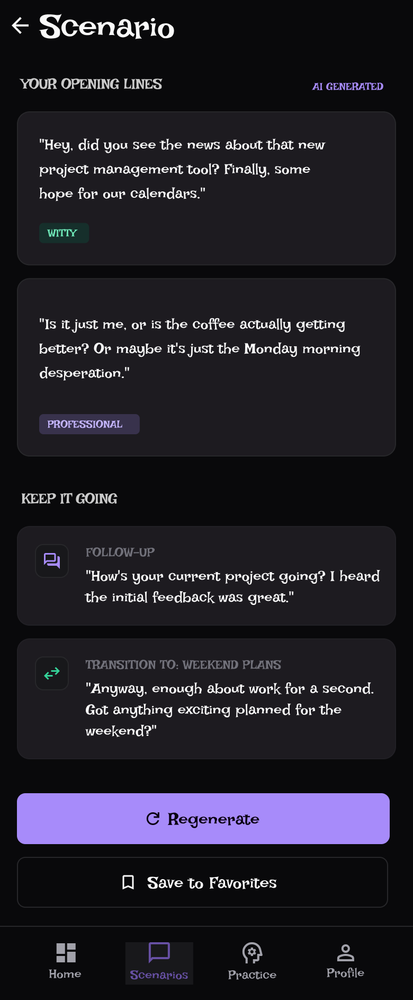 Scenario
YOUR OPENING LINES
AI GENERATED
"Hey, did you see the news about that new
project management tool? Finally, some
hope for our calendars."
WITTY
"Is it just me, or is the coffee actually getting
better? Or maybe it's just the Monday morning
desperation."
PROFESSIONAL
KEEP IT GOING
FOLLOW-UP
"How's your current project going? I heard
the initial feedback was great."
TRANSITION TO: WEEKEND PLANS
"Anyway, enough about work for a second.
Got anything exciting planned for the
weekend?"
Regenerate
Save to Favorites
Home
Scenarios
Practice
Profile